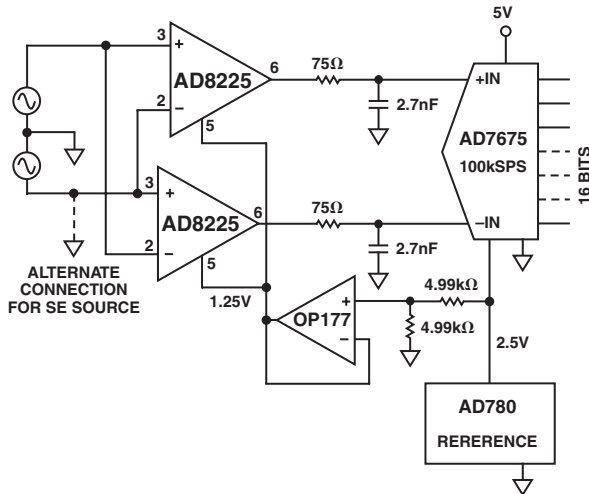 5V
3
+
6
75Ω
AD8225
2
−
5
2.7nF
+IN
AD7675
100kSPS
16 BITS
3
+
6
75Ω
AD8225
2
−
5
2.7nF
−IN
ALTERNATE
CONNECTION
FOR SE SOURCE
1.25V
+
OP177
−
4.99kΩ
4.99kΩ
2.5V
AD780
RERERENCE